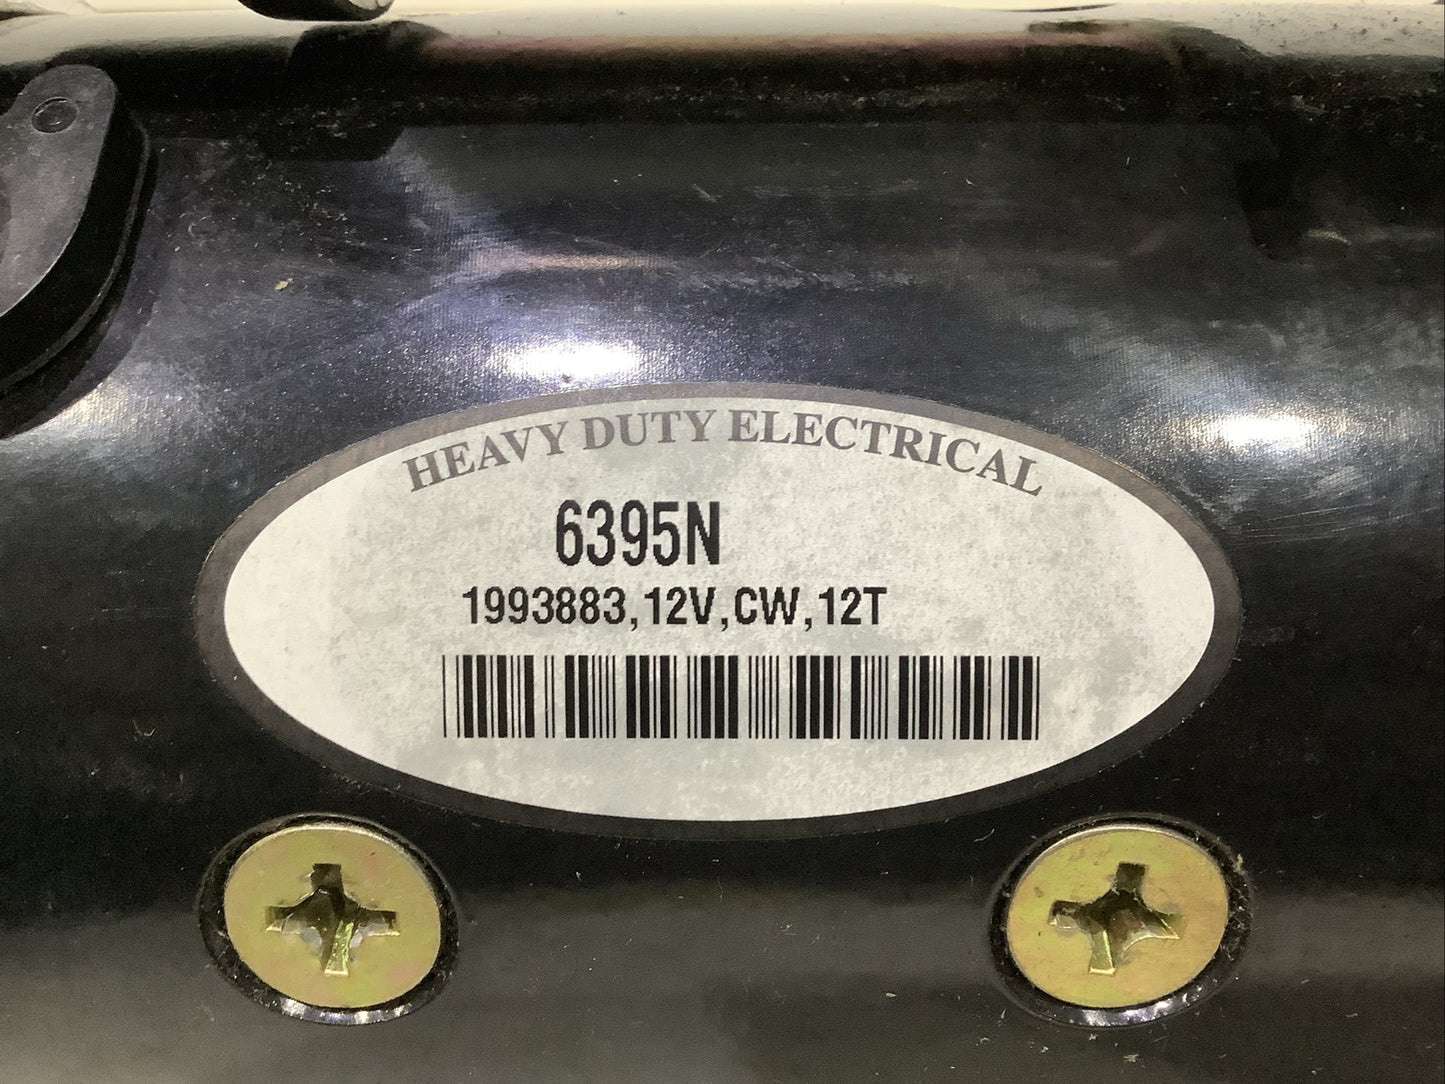 HEAVY DUTY ELECTRICAL
6395N
1993883,12V,CW,12T